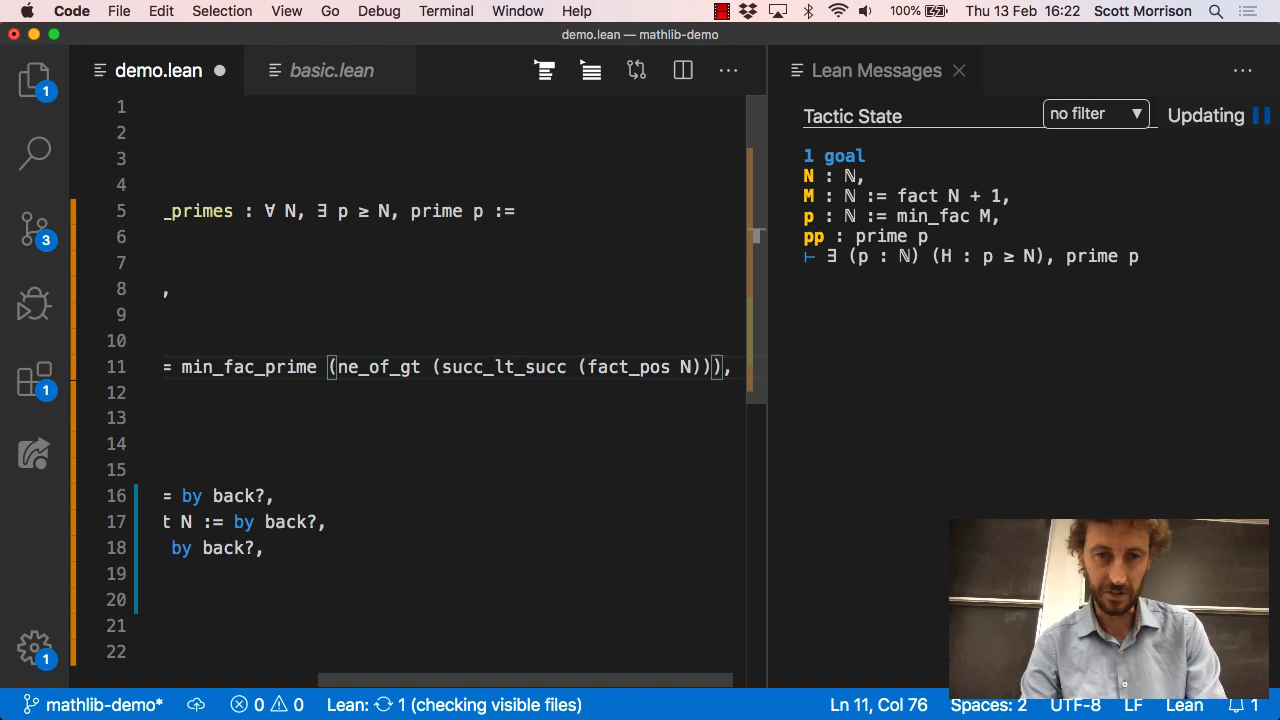 Code File Edit Selection View Go Debug Terminal Window Help 100% Thu 13 Feb 16:22 Scott Morrison
demo.lean — mathlib-demo
demo.lean
basic.lean
Lean Messages
Tactic State
no filter
Updating
1 goal
N : ℕ,
M : ℕ := fact N + 1,
p : ℕ := min_fac M,
pp : prime p
⊢ ∃ (p : ℕ) (H : p ≥ N), prime p
1
2
3
4
5 _primes : ∀ N, ∃ p ≥ N, prime p :=
6
7
8 ,
9
10
11 = min_fac_prime (ne_of_gt (succ_lt_succ (fact_pos N))),
12
13
14
15
16 = by back?,
17 t N := by back?,
18 by back?,
19
20
21
22
1
3
1
1
mathlib-demo* 0 0 Lean: 1 (checking visible files) Ln 11, Col 76 Spaces: 2 UTF-8 LF Lean 1